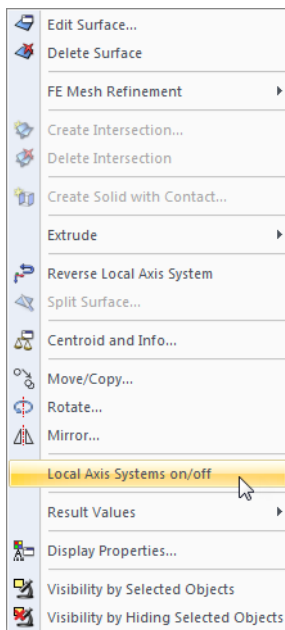 Edit Surface...
Delete Surface
FE Mesh Refinement
Create Intersection...
Delete Intersection
Create Solid with Contact...
Extrude
Reverse Local Axis System
Split Surface...
Centroid and Info...
Move/Copy...
Rotate...
Mirror...
Local Axis Systems on/off
Result Values
Display Properties...
Visibility by Selected Objects
Visibility by Hiding Selected Objects